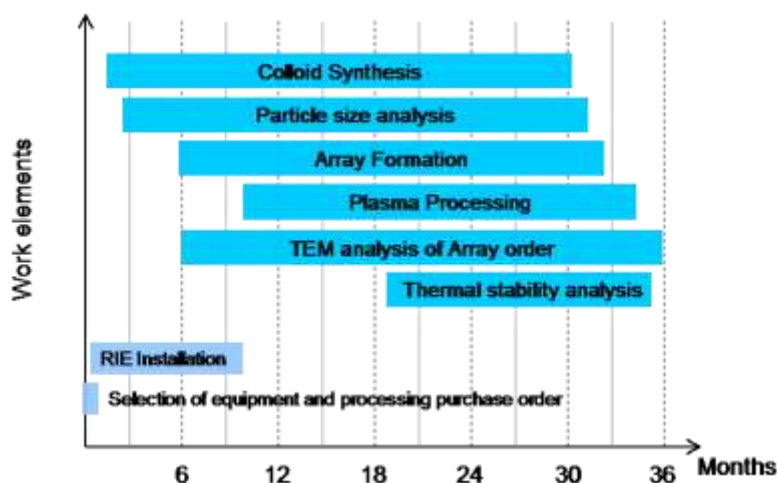 Colloid Synthesis
Particle size analysis
Array Formation
Plasma Processing
TEM analysis of Array order
Thermal stability analysis
RIE Installation
Selection of equipment and processing purchase order
Work elements
6 12 18 24 30 36 Months